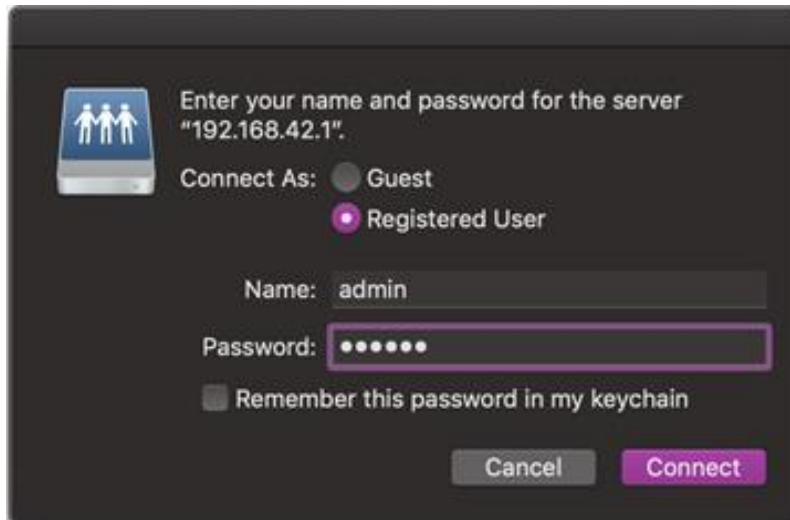 Enter your name and password for the server
“192.168.42.1”.
Connect As: Guest
Registered User
Name: admin
Password: ••••••
Remember this password in my keychain
Cancel Connect